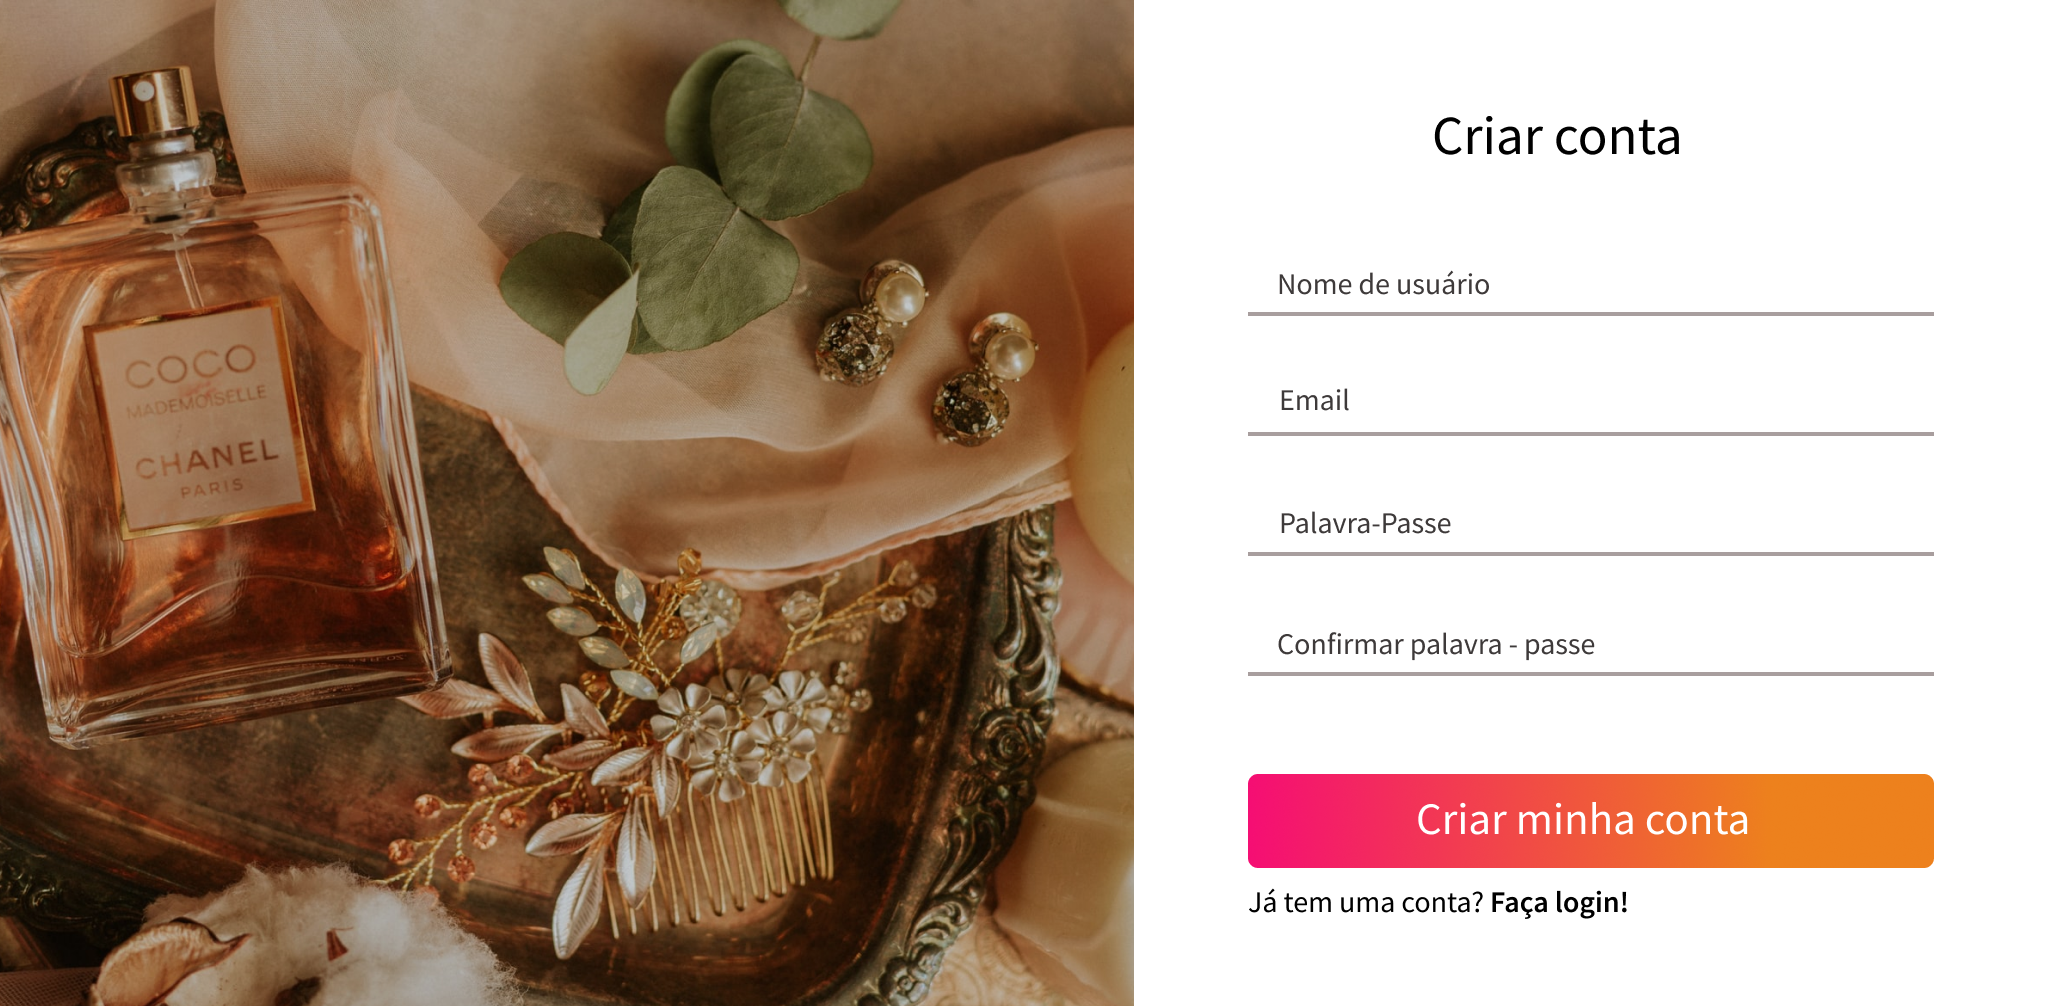 COCO
MADEMOISELLE
CHANEL
PARIS
Criar conta
Nome de usuário
Email
Palavra-Passe
Confirmar palavra - passe
Criar minha conta
Já tem uma conta? Faça login!